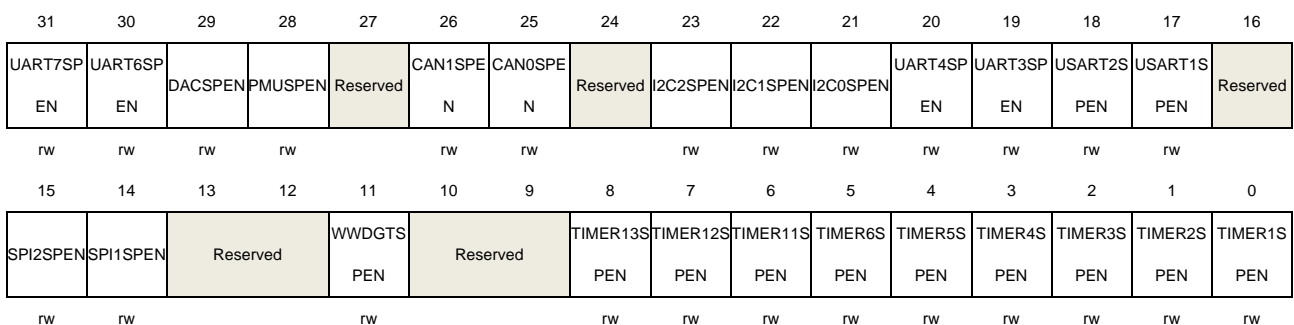 31 30 29 28 27 26 25 24 23 22 21 20 19 18 17 16
UART7SP UART6SP CAN1SPE CAN0SPE UART4SP UART3SP USART2S USART1S
DACSPEN PMUSPEN Reserved Reserved I2C2SPEN I2C1SPEN I2C0SPEN Reserved
EN EN N N EN EN PEN PEN
rw rw rw rw rw rw rw rw rw rw rw rw rw
15 14 13 12 11 10 9 8 7 6 5 4 3 2 1 0
WWDGTS TIMER13S TIMER12S TIMER11S TIMER6S TIMER5S TIMER4S TIMER3S TIMER2S TIMER1S
SPI2SPEN SPI1SPEN Reserved Reserved
PEN PEN PEN PEN PEN PEN PEN PEN PEN PEN
rw rw rw rw rw rw rw rw rw rw rw rw